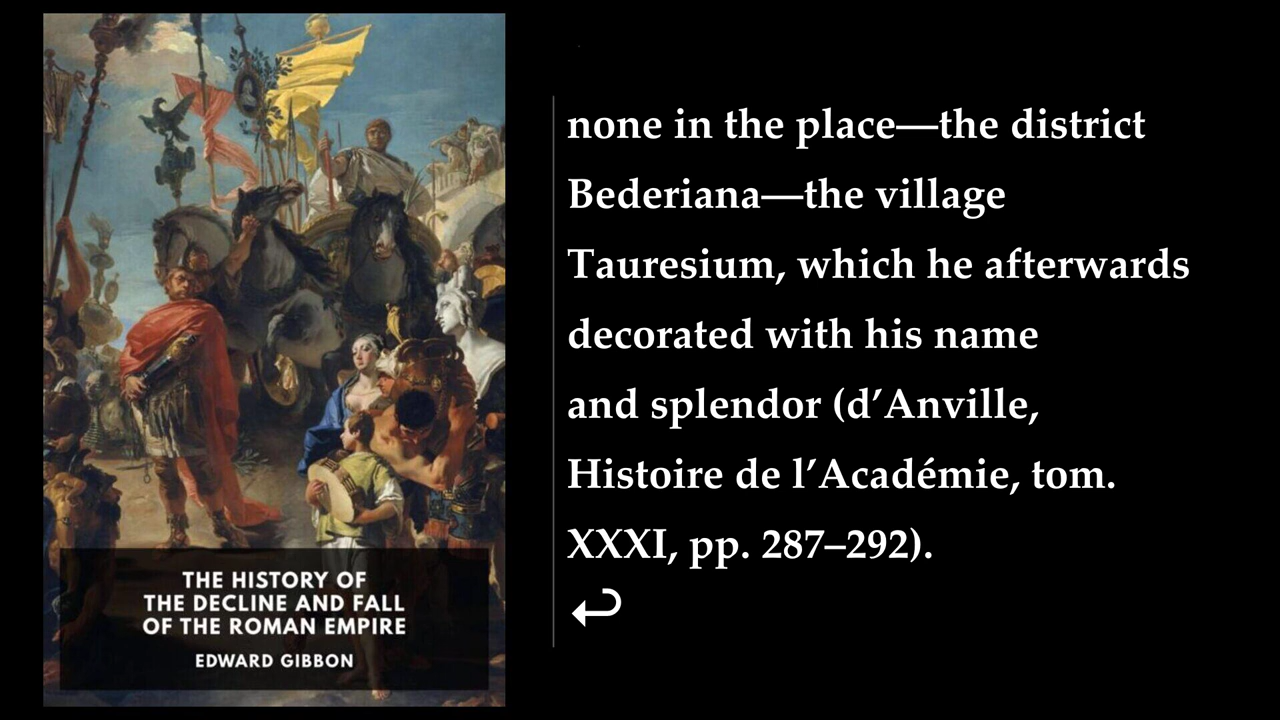 THE HISTORY OF
THE DECLINE AND FALL
OF THE ROMAN EMPIRE
EDWARD GIBBON
none in the place—the district
Bederiana—the village
Tauresium, which he afterwards
decorated with his name
and splendor (d’Anville,
Histoire de l’Académie, tom.
XXXI, pp. 287–292).
↩